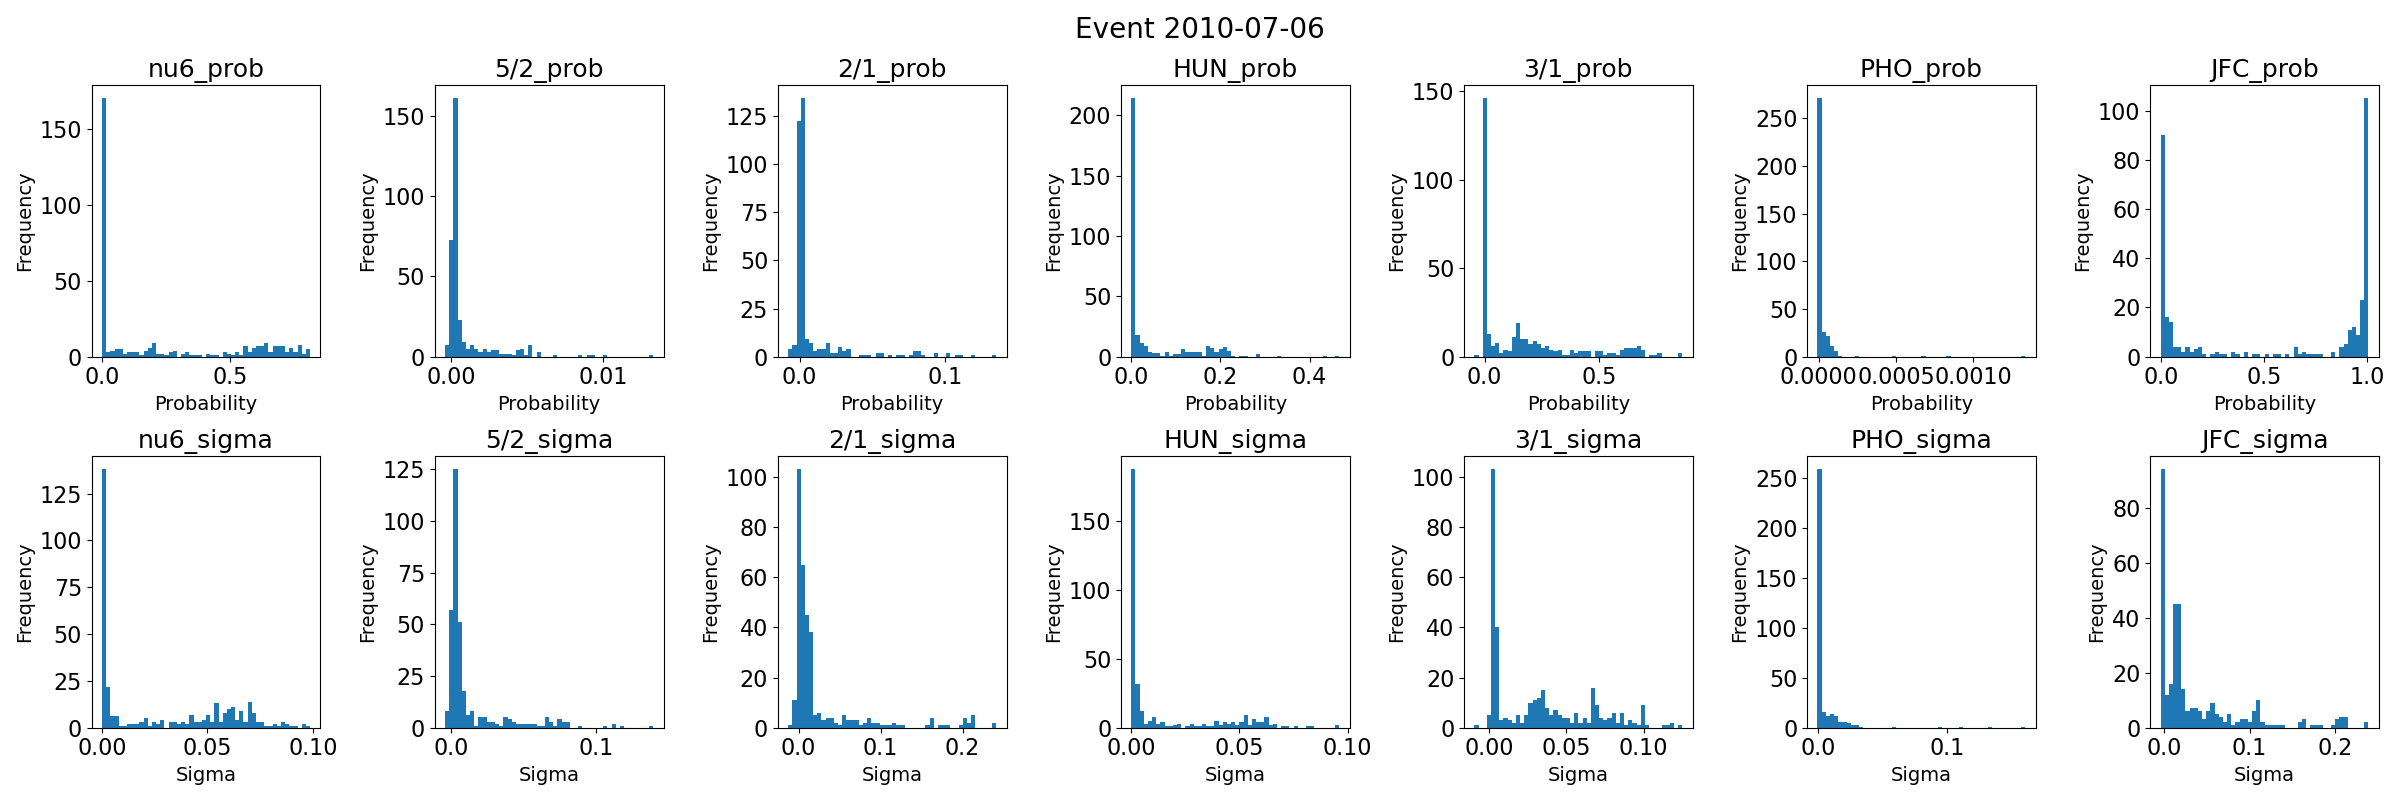 Event 2010-07-06
nu6_prob 5/2_prob 2/1_prob HUN_prob 3/1_prob PHO_prob JFC_prob
Frequency Frequency Frequency Frequency Frequency Frequency Frequency
150 100 50 0
150 100 50 0
125 100 75 50 25 0
200 150 100 50 0
150 100 50 0
250 200 150 100 50 0
100 80 60 40 20 0
0.0 0.5 0.00 0.01 0.0 0.1 0.0 0.2 0.4 0.0 0.5 0.0000 0.0005 0.0010 0.0 0.5 1.0
Probability Probability Probability Probability Probability Probability Probability
nu6_sigma 5/2_sigma 2/1_sigma HUN_sigma 3/1_sigma PHO_sigma JFC_sigma
Frequency Frequency Frequency Frequency Frequency Frequency Frequency
125 100 75 50 25 0
125 100 75 50 25 0
100 80 60 40 20 0
150 100 50 0
100 80 60 40 20 0
250 200 150 100 50 0
80 60 40 20 0
0.00 0.05 0.10 0.0 0.1 0.0 0.1 0.2 0.00 0.05 0.10 0.00 0.05 0.10 0.0 0.1 0.0 0.1 0.2
Sigma Sigma Sigma Sigma Sigma Sigma Sigma